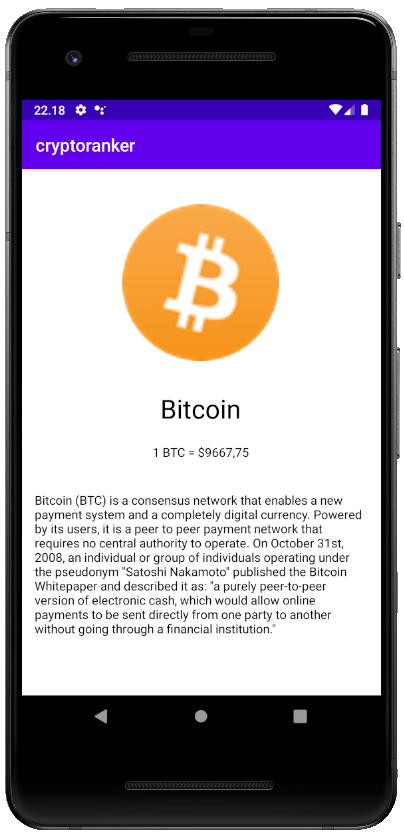 22.18
cryptoranker
Bitcoin
1 BTC = $9667,75
Bitcoin (BTC) is a consensus network that enables a new
payment system and a completely digital currency. Powered
by its users, it is a peer to peer payment network that
requires no central authority to operate. On October 31st,
2008, an individual or group of individuals operating under
the pseudonym "Satoshi Nakamoto" published the Bitcoin
Whitepaper and described it as: "a purely peer-to-peer
version of electronic cash, which would allow online
payments to be sent directly from one party to another
without going through a financial institution."